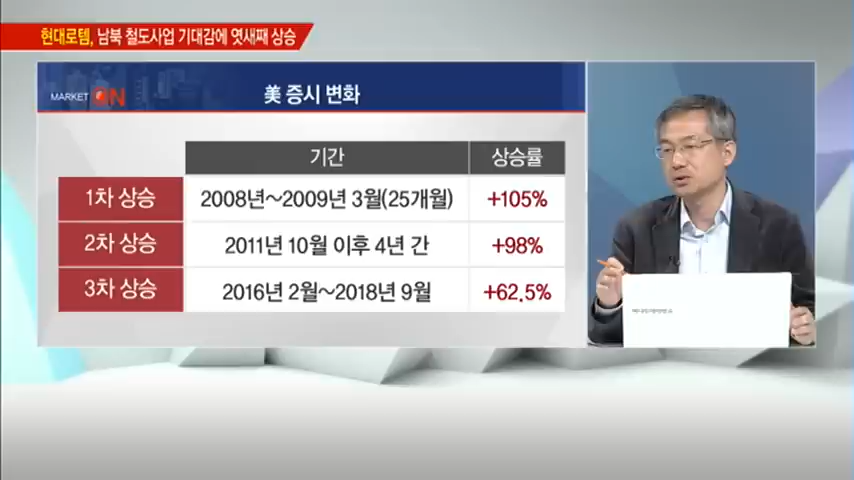 현대로템, 남북 철도사업 기대감에 엿새째 상승
MARKET ON
美 증시 변화
기간 상승률
1차 상승 2008년~2009년 3월(25개월) +105%
2차 상승 2011년 10월 이후 4년 간 +98%
3차 상승 2016년 2월~2018년 9월 +62.5%